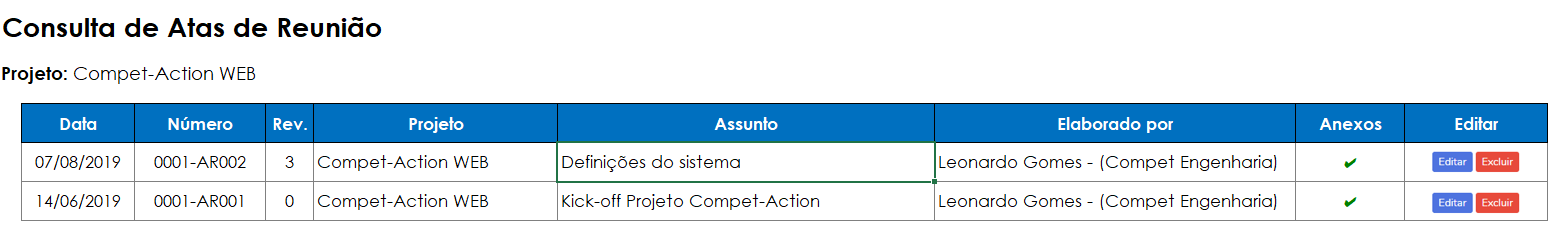 Consulta de Atas de Reunião
Projeto: Compet-Action WEB
Data Número Rev. Projeto Assunto Elaborado por Anexos Editar
07/08/2019 0001-AR002 3 Compet-Action WEB Definições do sistema Leonardo Gomes - (Compet Engenharia) ✔ Editar Excluir
14/06/2019 0001-AR001 0 Compet-Action WEB Kick-off Projeto Compet-Action Leonardo Gomes - (Compet Engenharia) ✔ Editar Excluir